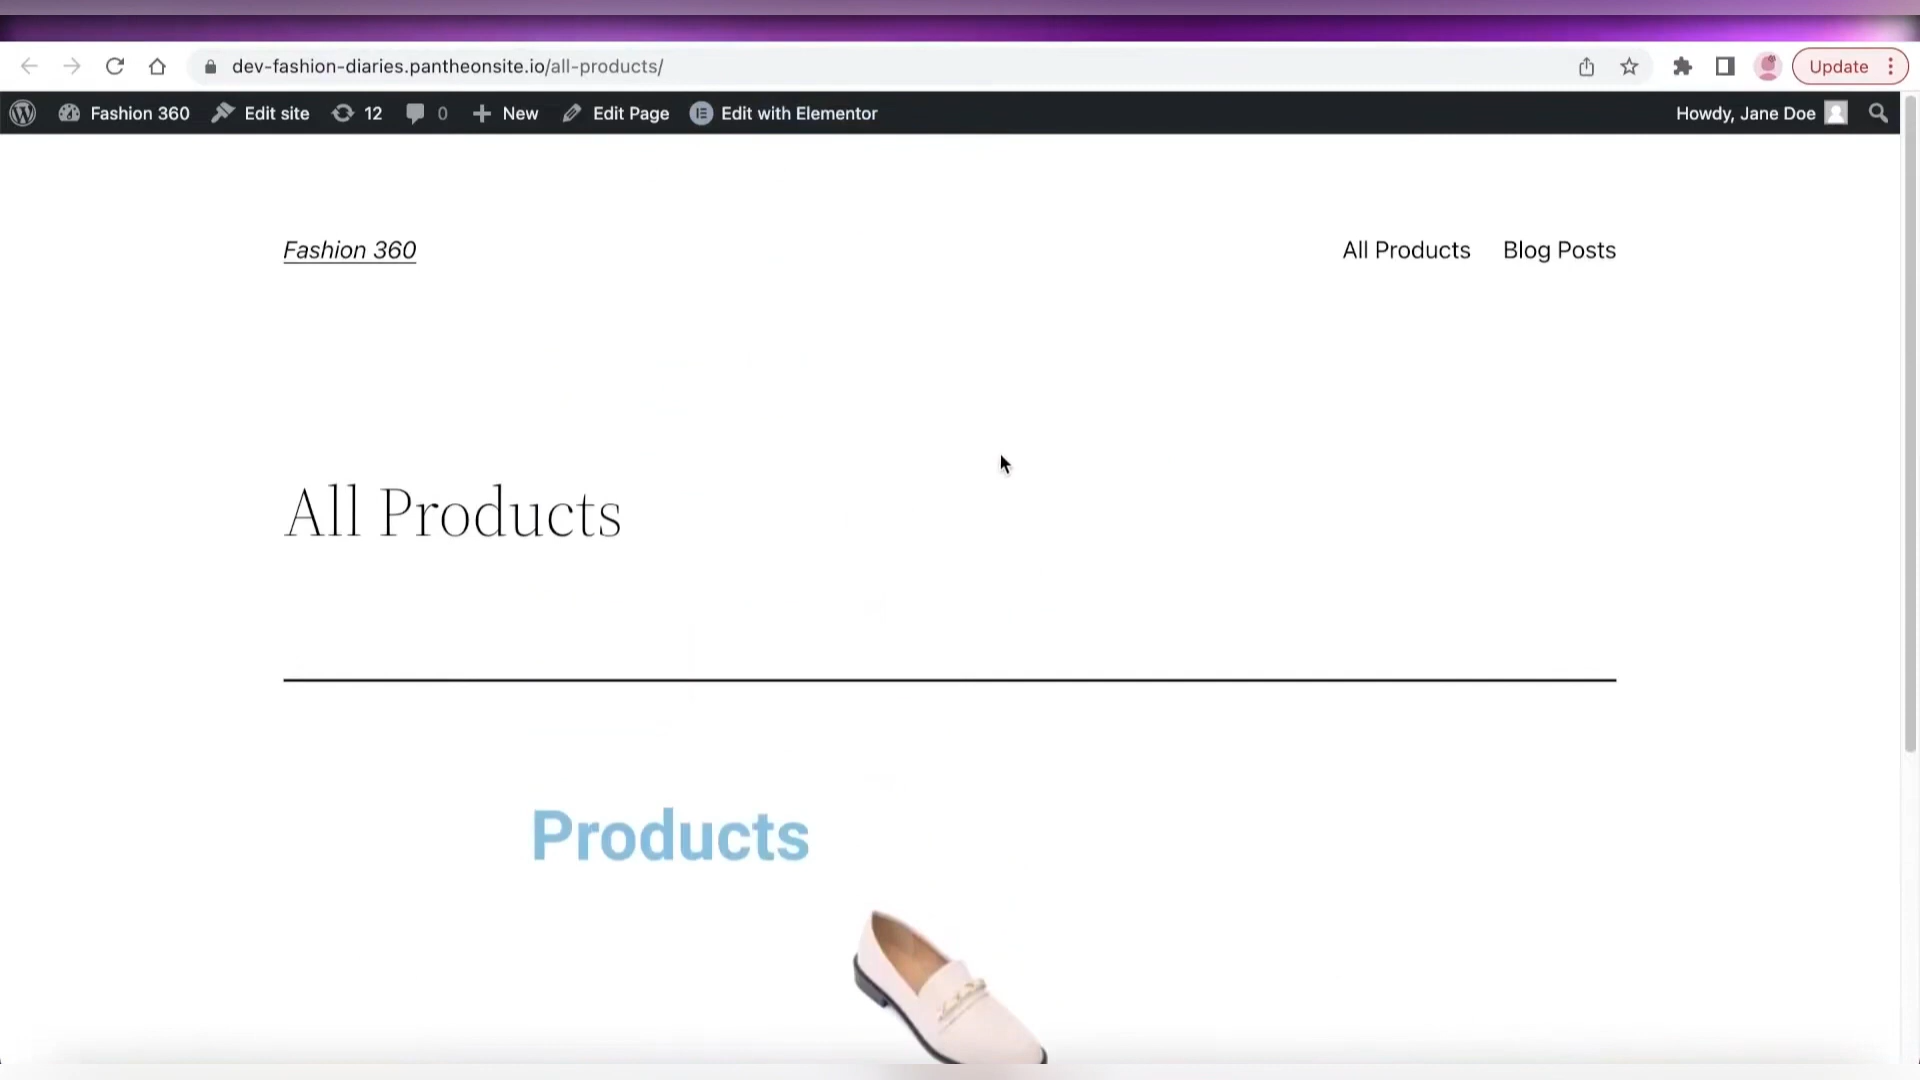 dev-fashion-diaries.pantheonsite.io/all-products/
Update
Fashion 360
Edit site
12
0
New
Edit Page
Edit with Elementor
Howdy, Jane Doe
Fashion 360
All Products
Blog Posts
All Products
Products